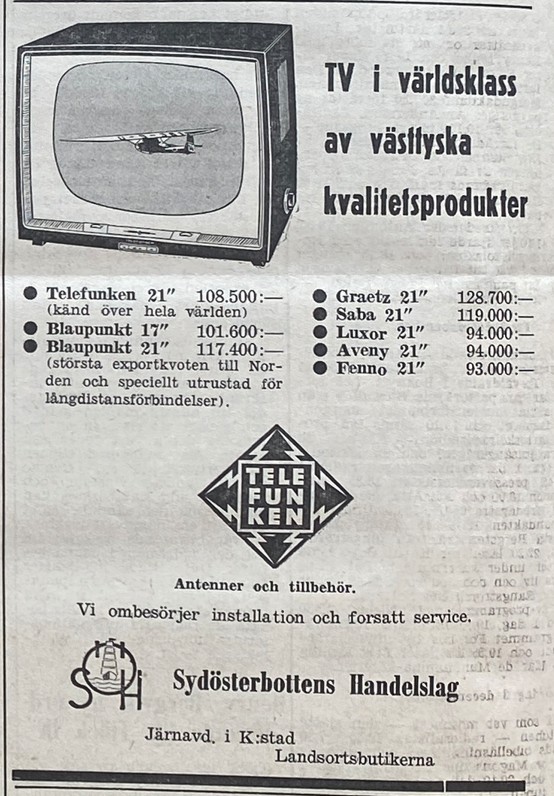 TV i världsklass
av västtyska
kvalitetsprodukter
● Telefunken 21″ 108.500:—
(känd över hela världen)
● Blaupunkt 17″ 101.600:—
● Blaupunkt 21″ 117.400:—
(största exportkvoten till Nor-
den och speciellt utrustad för
långdistansförbindelser).
● Graetz 21″ 128.700:—
● Saba 21″ 119.000:—
● Luxor 21″ 94.000:—
● Aveny 21″ 94.000:—
● Fenno 21″ 93.000:—
TELE
FUN
KEN
Antenner och tillbehör.
Vi ombesörjer installation och forsatt service.
SHH
Sydösterbottens Handelslag
Järnavd. i K:stad
Landsortsbutikerna